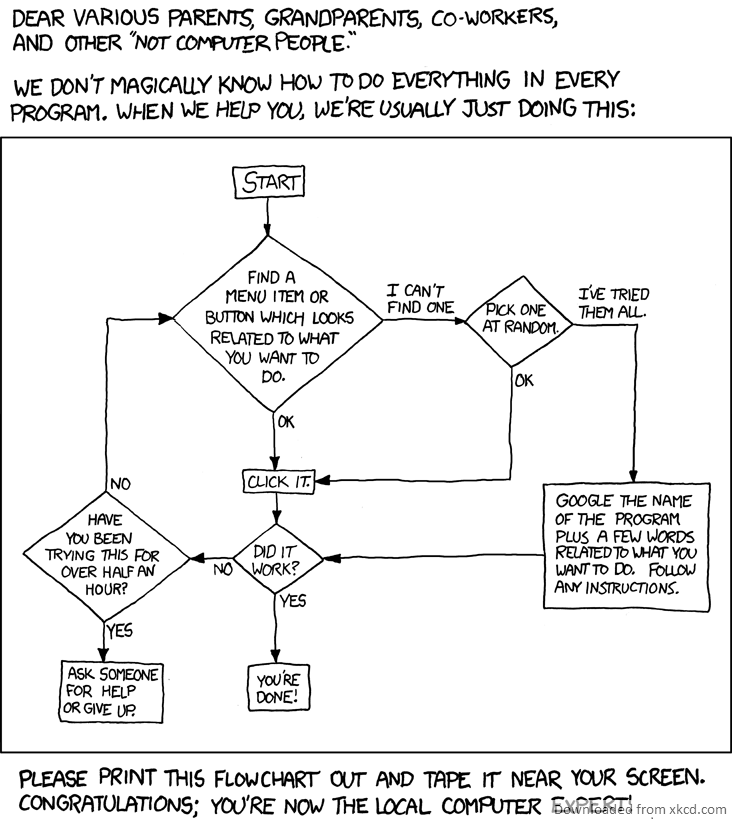 DEAR VARIOUS PARENTS, GRANDPARENTS, CO-WORKERS,
AND OTHER "NOT COMPUTER PEOPLE."
WE DON'T MAGICALLY KNOW HOW TO DO EVERYTHING IN EVERY
PROGRAM. WHEN WE HELP YOU, WE'RE USUALLY JUST DOING THIS:
START
FIND A
MENU ITEM OR
BUTTON WHICH LOOKS
RELATED TO WHAT
YOU WANT TO
DO.
I CAN'T
FIND ONE
PICK ONE
AT RANDOM.
I'VE TRIED
THEM ALL.
OK
OK
CLICK IT.
NO
HAVE
YOU BEEN
TRYING THIS FOR
OVER HALF AN
HOUR?
NO
DID IT
WORK?
GOOGLE THE NAME
OF THE PROGRAM
PLUS A FEW WORDS
RELATED TO WHAT YOU
WANT TO DO. FOLLOW
ANY INSTRUCTIONS.
YES
YES
ASK SOMEONE
FOR HELP
OR GIVE UP.
YOU'RE
DONE!
PLEASE PRINT THIS FLOWCHART OUT AND TAPE IT NEAR YOUR SCREEN.
CONGRATULATIONS; YOU'RE NOW THE LOCAL COMPUTER EXPERT!
Downloaded from xkcd.com